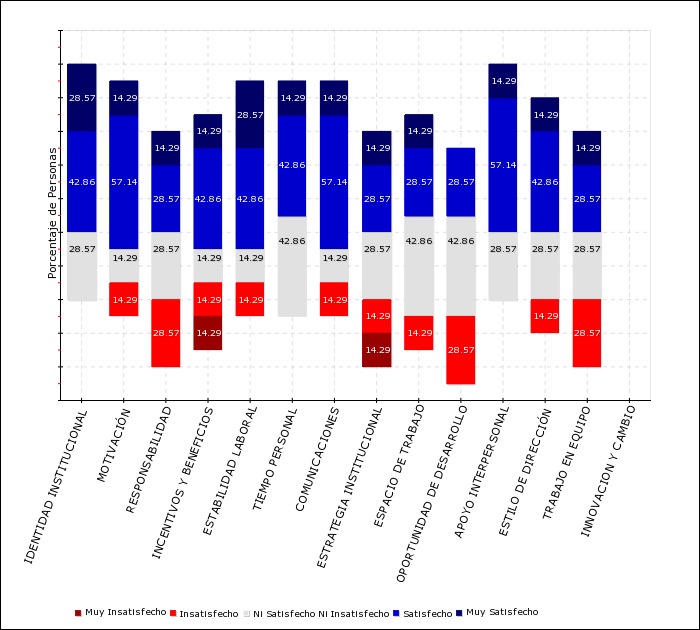 Porcentaje de Personas
28.57 14.29 14.29 14.29 28.57 14.29 14.29 14.29 14.29 28.57 14.29 14.29 14.29
42.86 57.14 28.57 42.86 42.86 42.86 57.14 28.57 28.57 57.14 42.86 28.57
28.57 14.29 28.57 14.29 14.29 42.86 14.29 28.57 42.86 42.86 28.57 28.57 28.57
14.29 28.57 14.29 14.29 14.29 14.29 14.29 28.57 14.29 28.57
14.29 14.29
IDENTIDAD INSTITUCIONAL
MOTIVACIÓN
RESPONSABILIDAD
INCENTIVOS Y BENEFICIOS
ESTABILIDAD LABORAL
TIEMPO PERSONAL
COMUNICACIONES
ESTRATEGIA INSTITUCIONAL
ESPACIO DE TRABAJO
OPORTUNIDAD DE DESARROLLO
APOYO INTERPERSONAL
ESTILO DE DIRECCIÓN
TRABAJO EN EQUIPO
INNOVACION Y CAMBIO
Muy Insatisfecho Insatisfecho Ni Satisfecho Ni Insatisfecho Satisfecho Muy Satisfecho